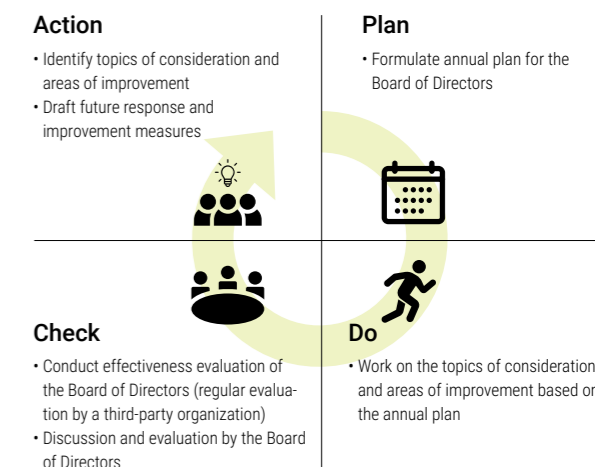 Action
• Identify topics of consideration and
areas of improvement
• Draft future response and
improvement measures
Plan
• Formulate annual plan for the
Board of Directors
Check
• Conduct effectiveness evaluation of
the Board of Directors (regular evalua-
tion by a third-party organization)
• Discussion and evaluation by the Board
of Directors
Do
• Work on the topics of consideration
and areas of improvement based on
the annual plan